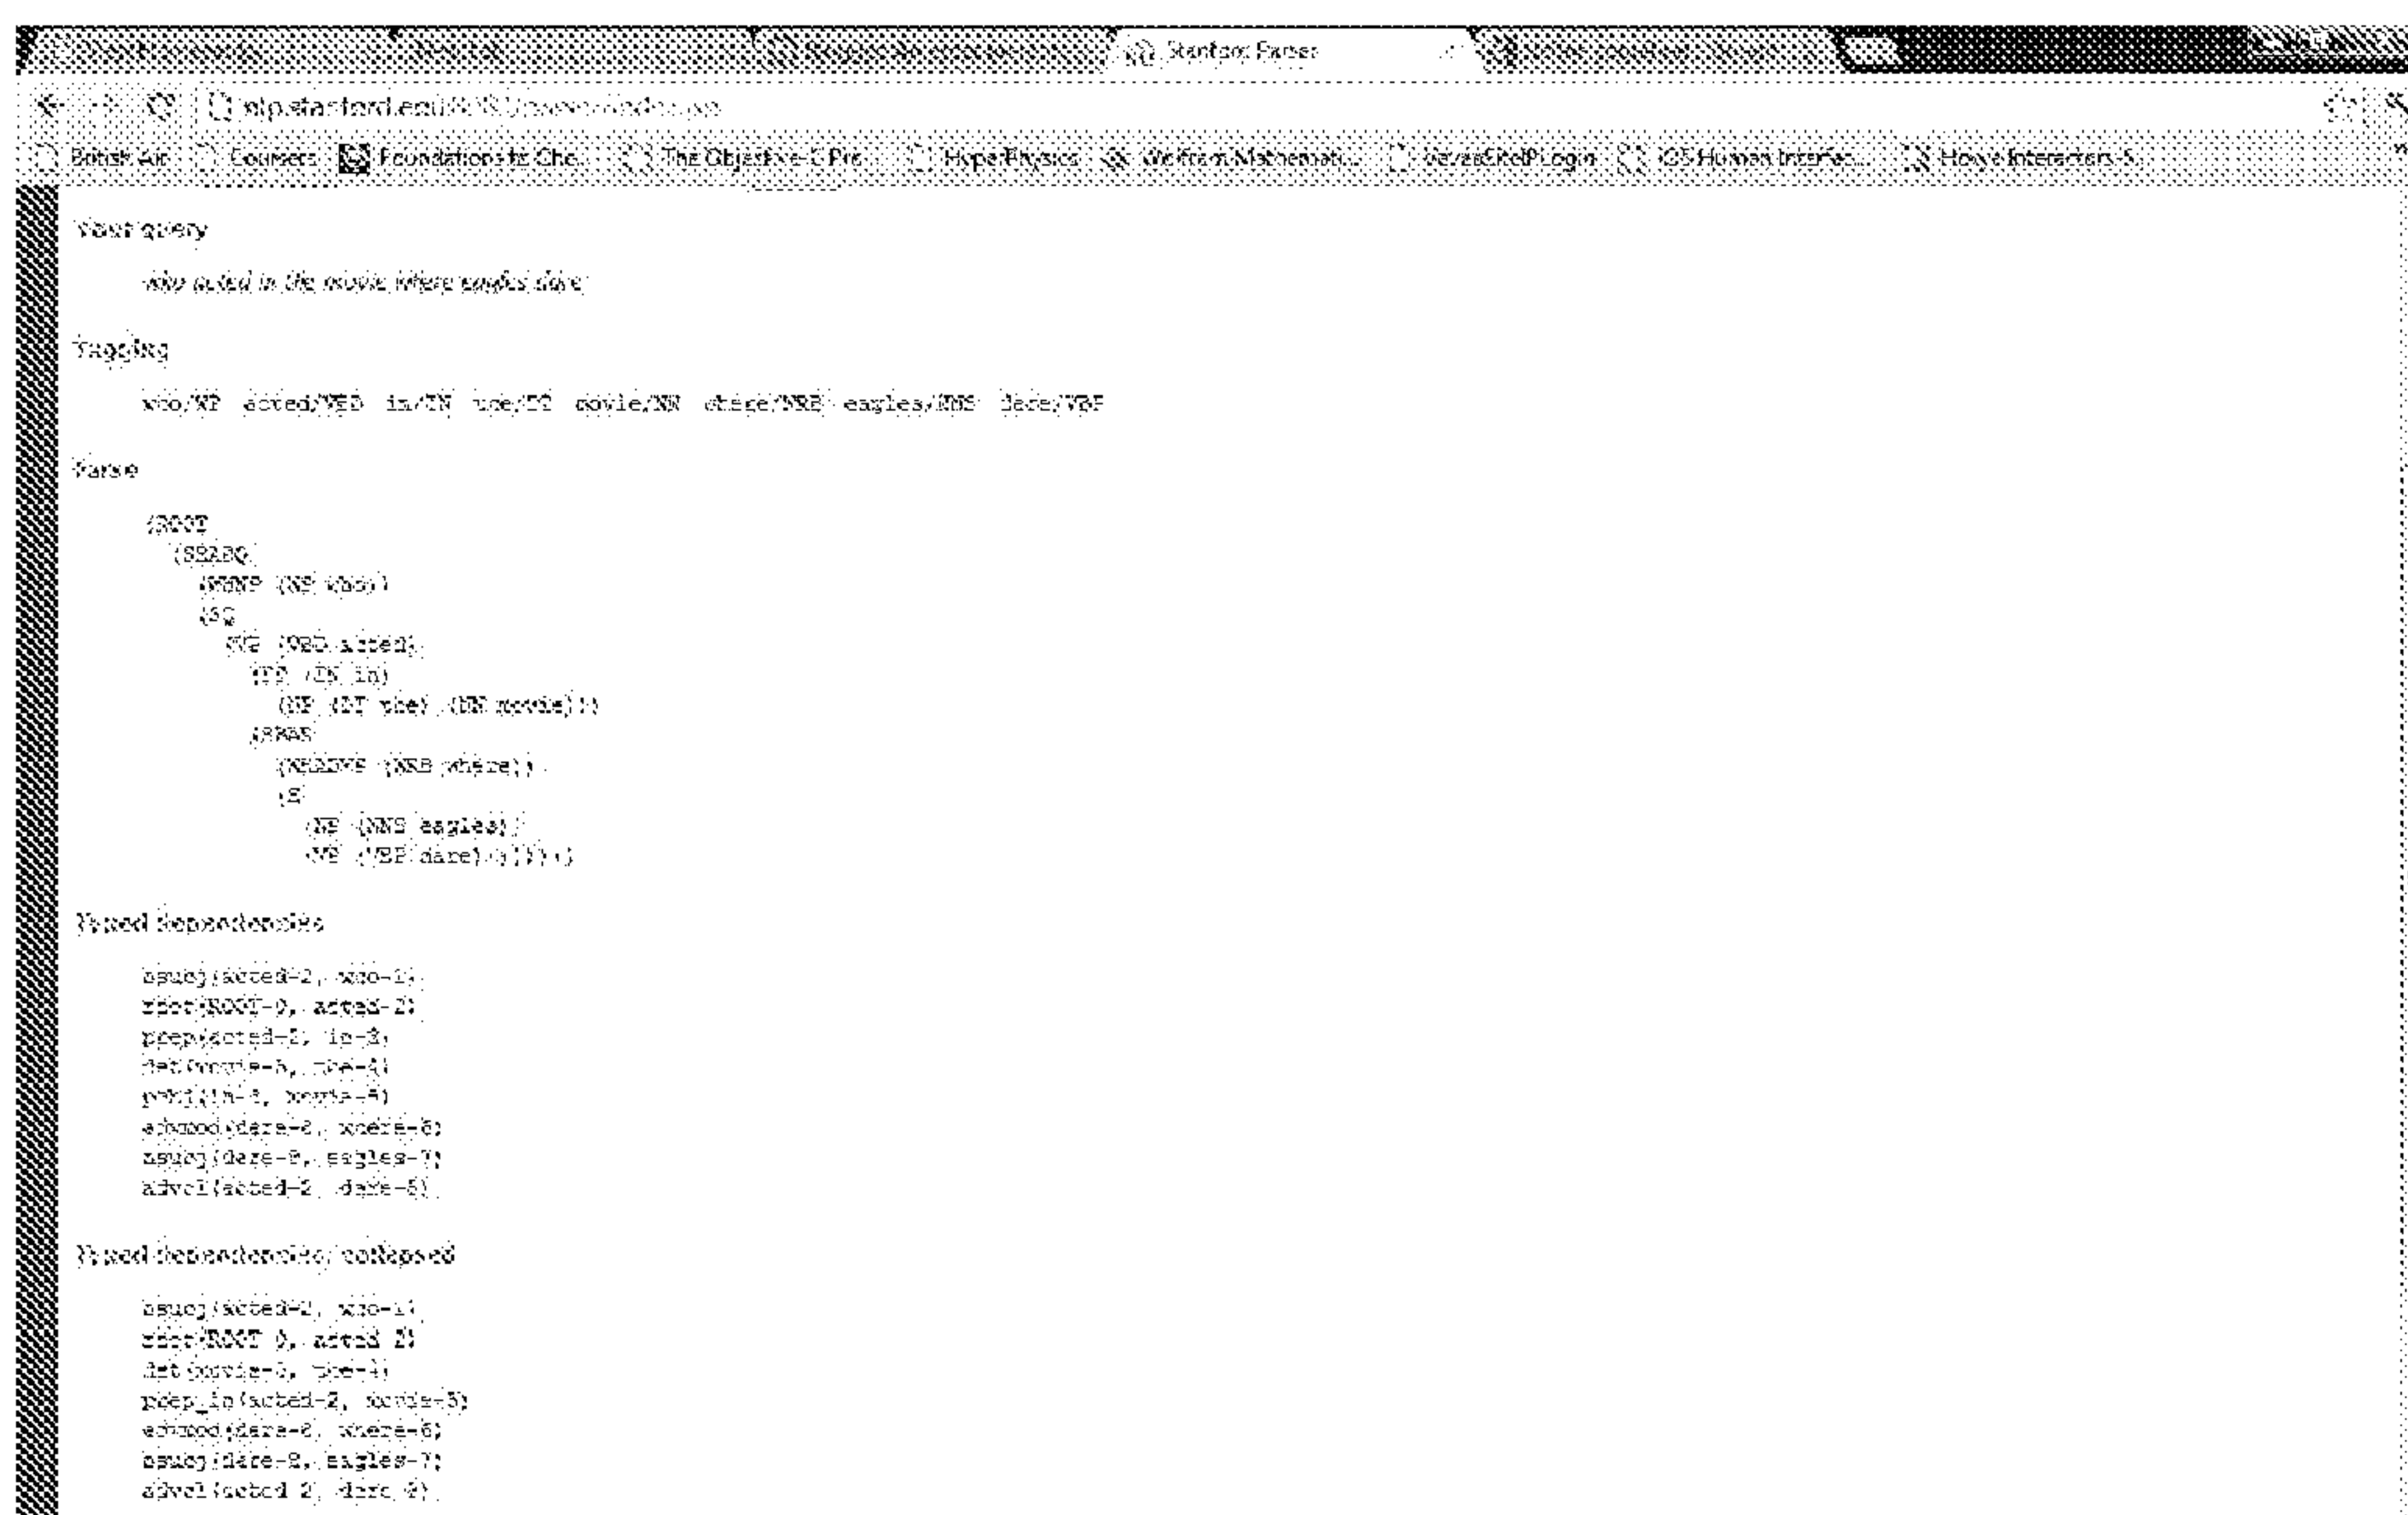 Stanford Parser
nlp.stanford.edu:8080/parser/index.jsp
British Air Coursera Foundations to Che... The Objective-C Pro... HyperPhysics Wolfram Mathemati... iOS Human Interfac...
Your query
who acted in the movie where eagles dare
Tagging
who/WP acted/VBD in/IN the/DT movie/NN where/WRB eagles/NNS dare/VBP
Parse
(ROOT
(SBARQ
(WHNP (WP who))
(SQ
(VP (VBD acted)
(PP (IN in)
(NP (DT the) (NN movie)))
(SBAR
(WHADVP (WRB where))
(S
(NP (NNS eagles))
(VP (VBP dare)))))))
Typed dependencies
nsubj(acted-2, who-1)
root(ROOT-0, acted-2)
prep(acted-2, in-3)
det(movie-5, the-4)
pobj(in-3, movie-5)
advmod(dare-8, where-6)
nsubj(dare-8, eagles-7)
advcl(acted-2, dare-8)
Typed dependencies, collapsed
nsubj(acted-2, who-1)
root(ROOT-0, acted-2)
det(movie-5, the-4)
prep_in(acted-2, movie-5)
advmod(dare-8, where-6)
nsubj(dare-8, eagles-7)
advcl(acted-2, dare-8)